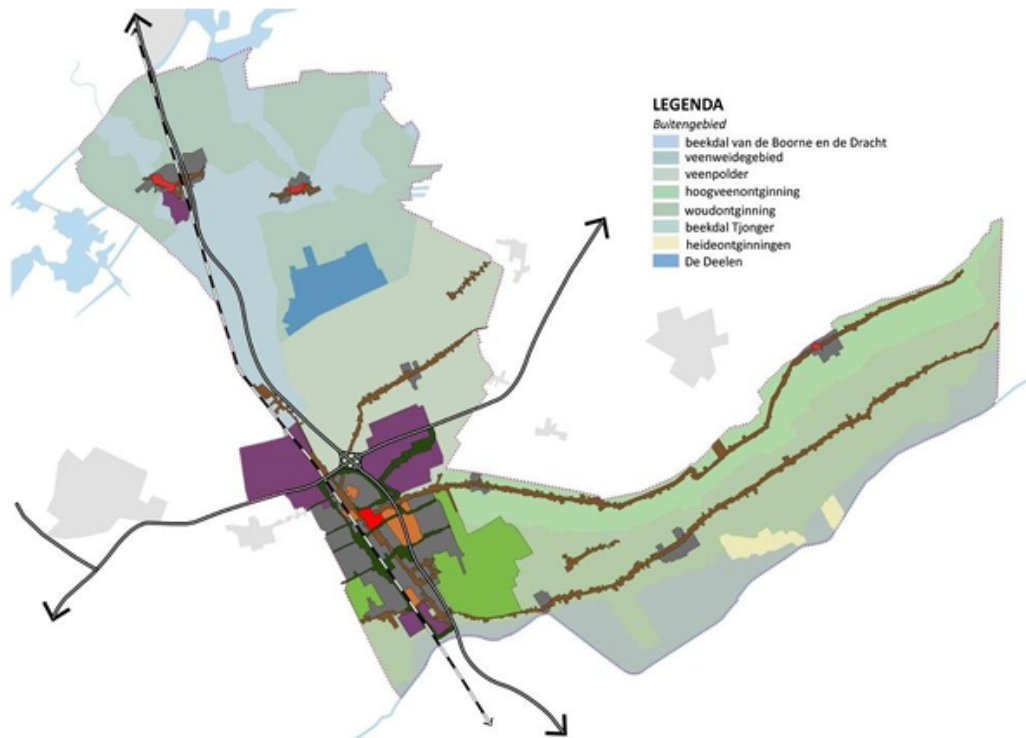 LEGENDA
Buitengebied
beekdal van de Boorne en de Dracht
veenweidegebied
veenpolder
hoogveenontginning
woudontginning
beekdal Tjonger
heideontginningen
De Deelen